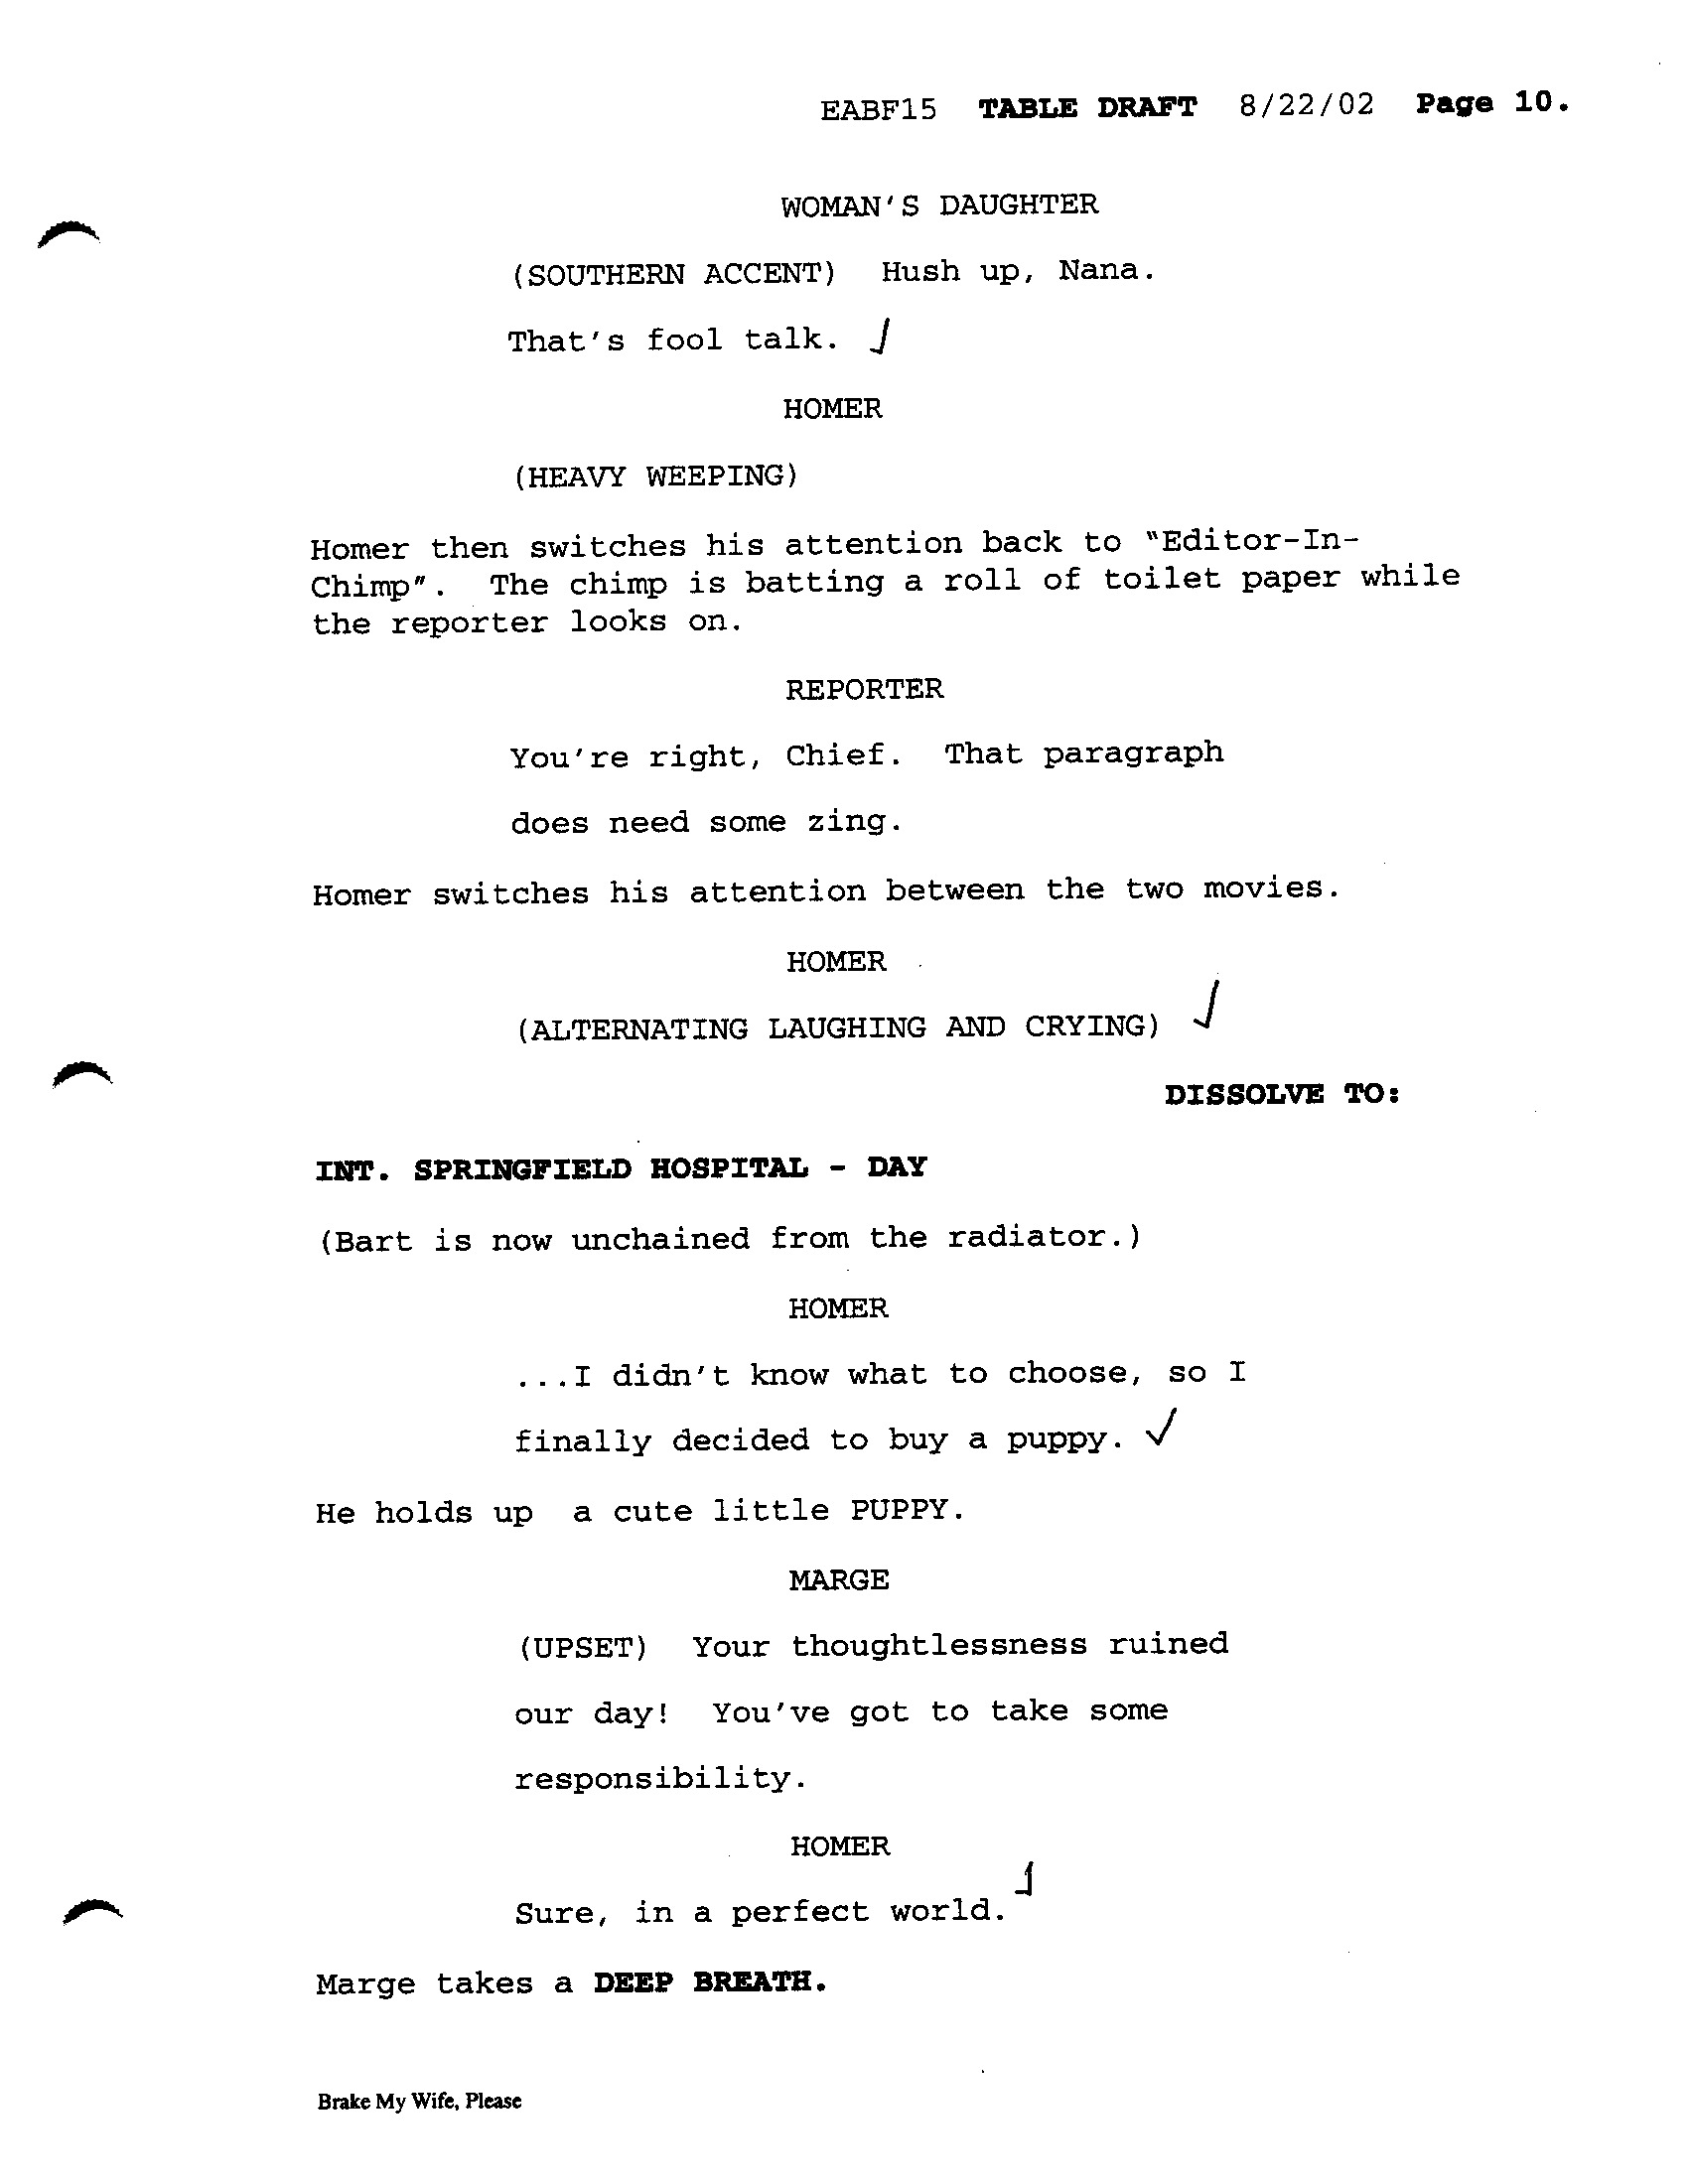 EABF15 TABLE DRAFT 8/22/02 Page 10.
WOMAN'S DAUGHTER
(SOUTHERN ACCENT) Hush up, Nana.
That's fool talk. ✓
HOMER
(HEAVY WEEPING)
Homer then switches his attention back to "Editor-In-
Chimp". The chimp is batting a roll of toilet paper while
the reporter looks on.
REPORTER
You're right, Chief. That paragraph
does need some zing.
Homer switches his attention between the two movies.
HOMER
(ALTERNATING LAUGHING AND CRYING) ✓
DISSOLVE TO:
INT. SPRINGFIELD HOSPITAL - DAY
(Bart is now unchained from the radiator.)
HOMER
...I didn't know what to choose, so I
finally decided to buy a puppy. ✓
He holds up a cute little PUPPY.
MARGE
(UPSET) Your thoughtlessness ruined
our day! You've got to take some
responsibility.
HOMER
Sure, in a perfect world. ✓
Marge takes a DEEP BREATH.
Brake My Wife, Please